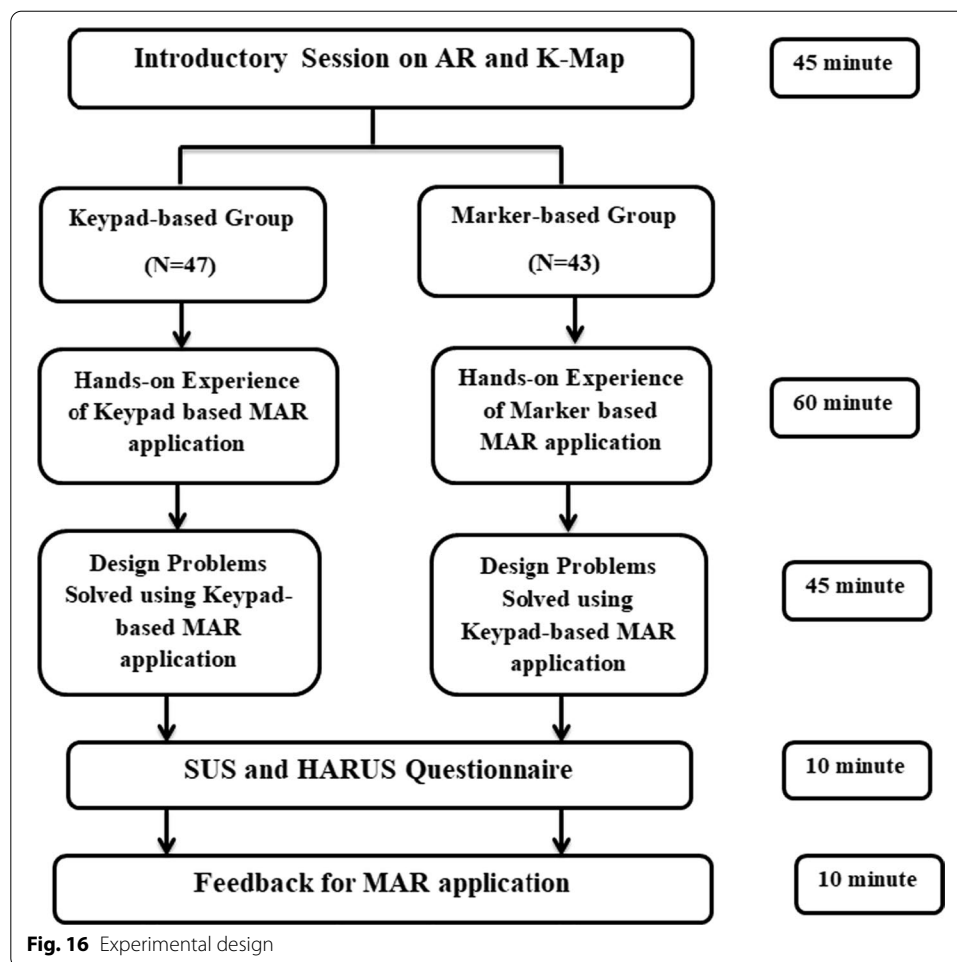 Introductory Session on AR and K-Map
45 minute
Keypad-based Group
(N=47)
Marker-based Group
(N=43)
Hands-on Experience
of Keypad based MAR
application
Hands-on Experience
of Marker based
MAR application
60 minute
Design Problems
Solved using Keypad-
based MAR
application
Design Problems
Solved using
Keypad-based MAR
application
45 minute
SUS and HARUS Questionnaire
10 minute
Feedback for MAR application
10 minute
Fig. 16 Experimental design